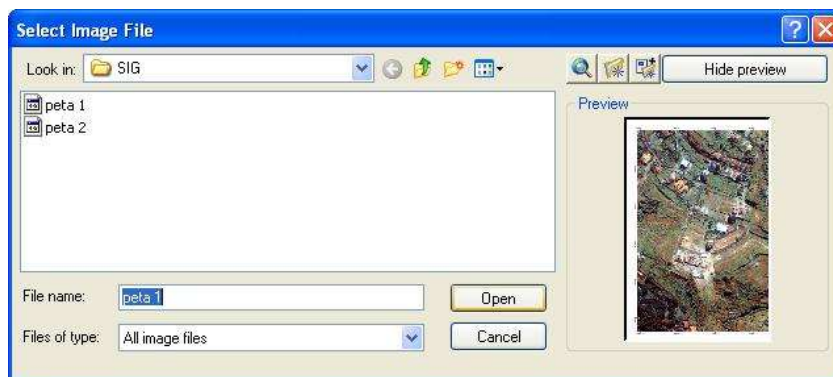 Select Image File
Look in: SIG
Hide preview
peta 1
peta 2
Preview
File name: peta 1
Open
Files of type: All image files
Cancel